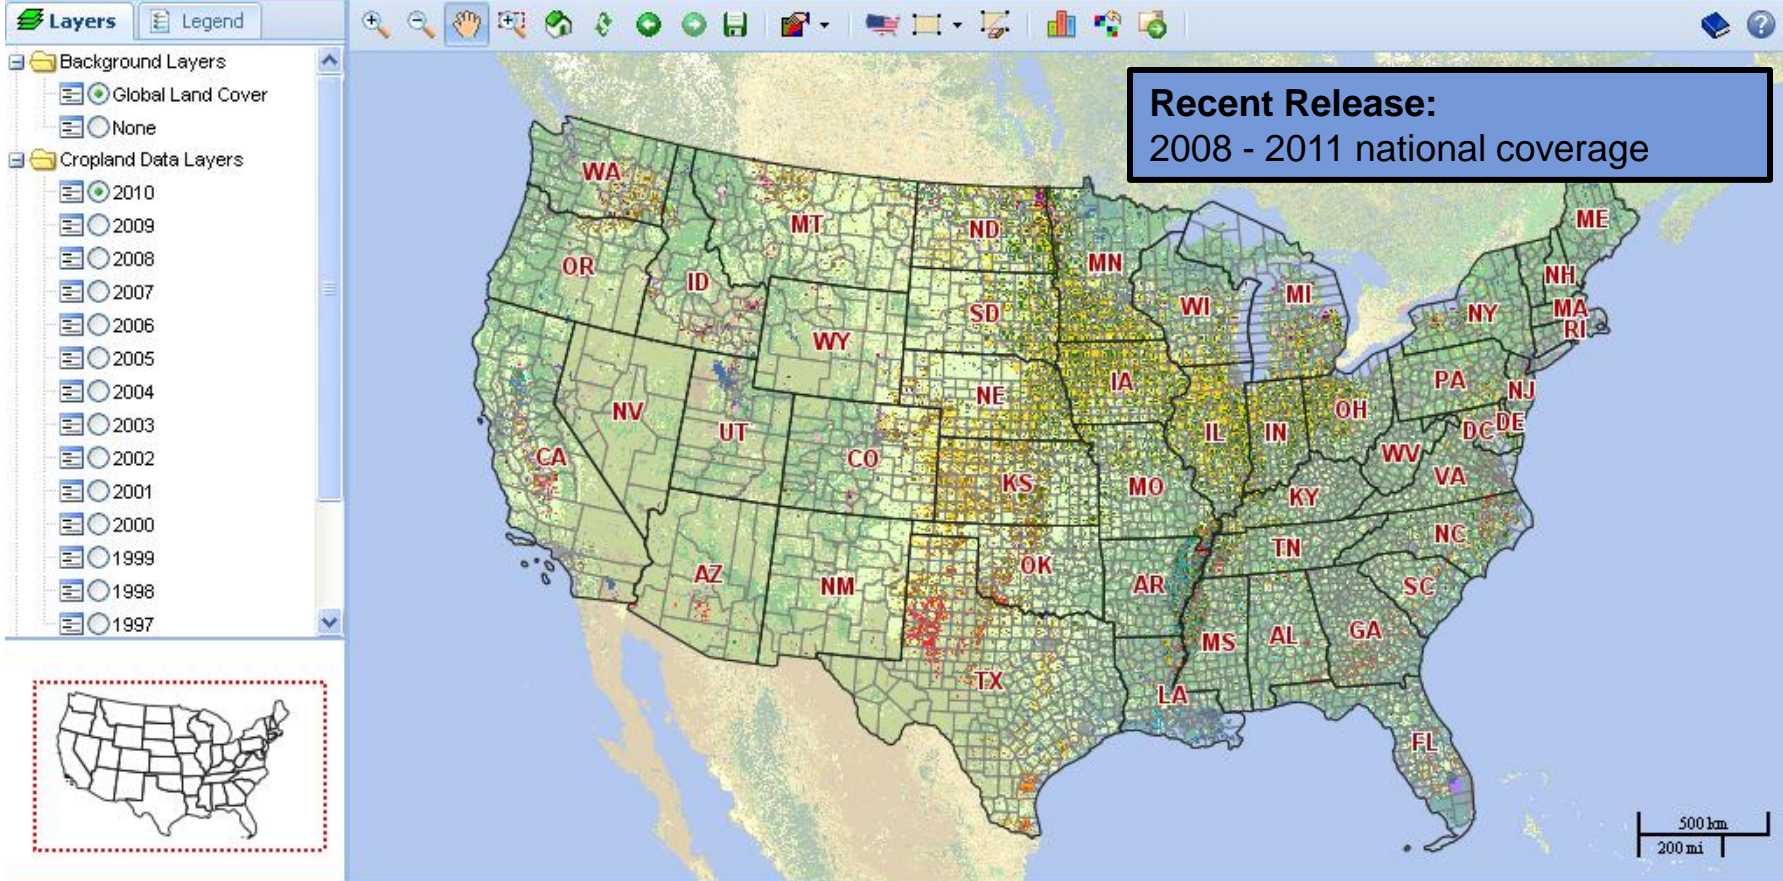 Layers
Legend
Background Layers
Global Land Cover
None
Cropland Data Layers
2010
2009
2008
2007
2006
2005
2004
2003
2002
2001
2000
1999
1998
1997
Recent Release:
2008 - 2011 national coverage
WA
MT
ND
MN
ME
OR
ID
SD
WI
MI
NH
NY
MA
RI
WY
NE
IA
PA
NJ
NV
UT
CO
IL
IN
OH
DC
DE
CA
KS
MO
WV
VA
KY
AZ
NM
OK
AR
TN
NC
SC
TX
MS
AL
GA
LA
FL
500 km
200 mi